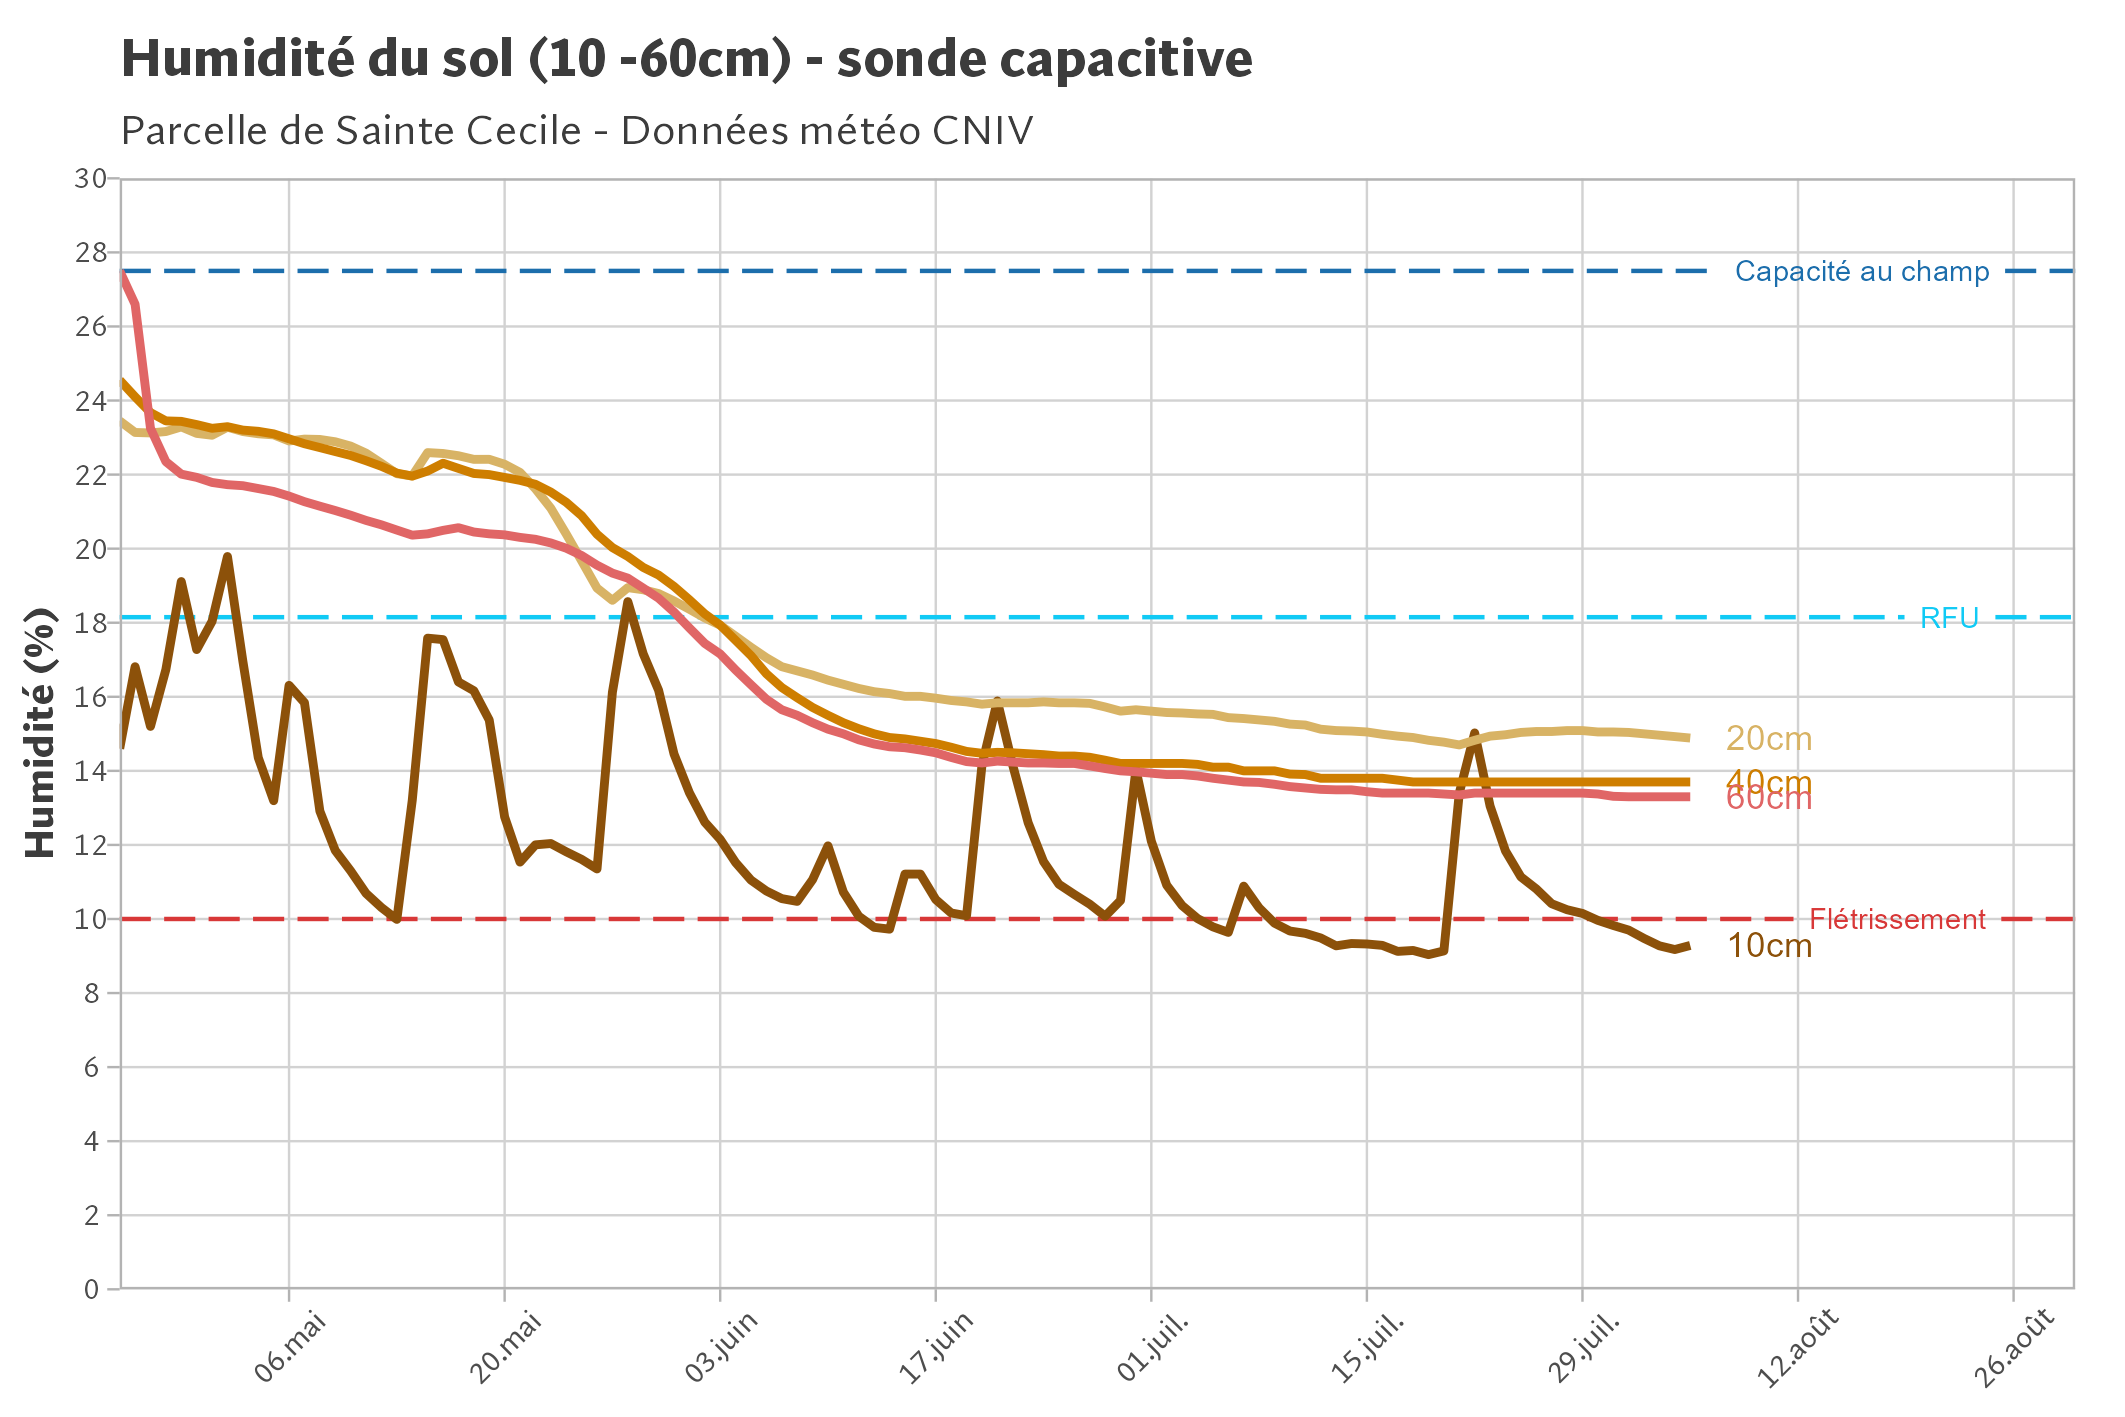 Humidité du sol (10 -60cm) - sonde capacitive
Parcelle de Sainte Cecile - Données météo CNIV
Humidité (%)
30
28
26
24
22
20
18
16
14
12
10
8
6
4
2
0
Capacité au champ
RFU
20cm
40cm
60cm
Flétrissement
10cm
06.mai
20.mai
03.juin
17.juin
01.juil.
15.juil.
29.juil.
12.août
26.août